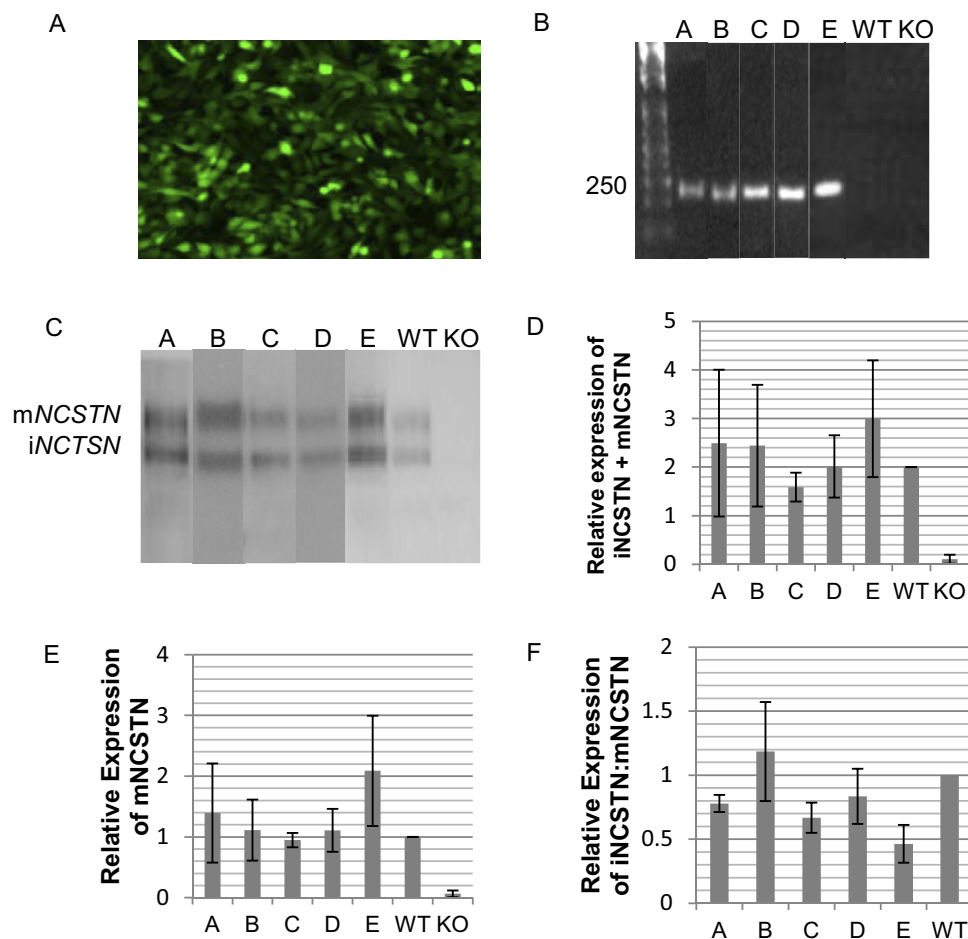 A
B
A B C D E WT KO
250
C
A B C D E WT KO
mNCSTN
iNCTSN
D
Relative expression of
iNCSTN + mNCSTN
5
4
3
2
1
0
A B C D E WT KO
E
Relative Expression
of mNCSTN
4
3
2
1
0
A B C D E WT KO
F
Relative Expression
of iNCSTN:mNCSTN
2
1.5
1
0.5
0
A B C D E WT